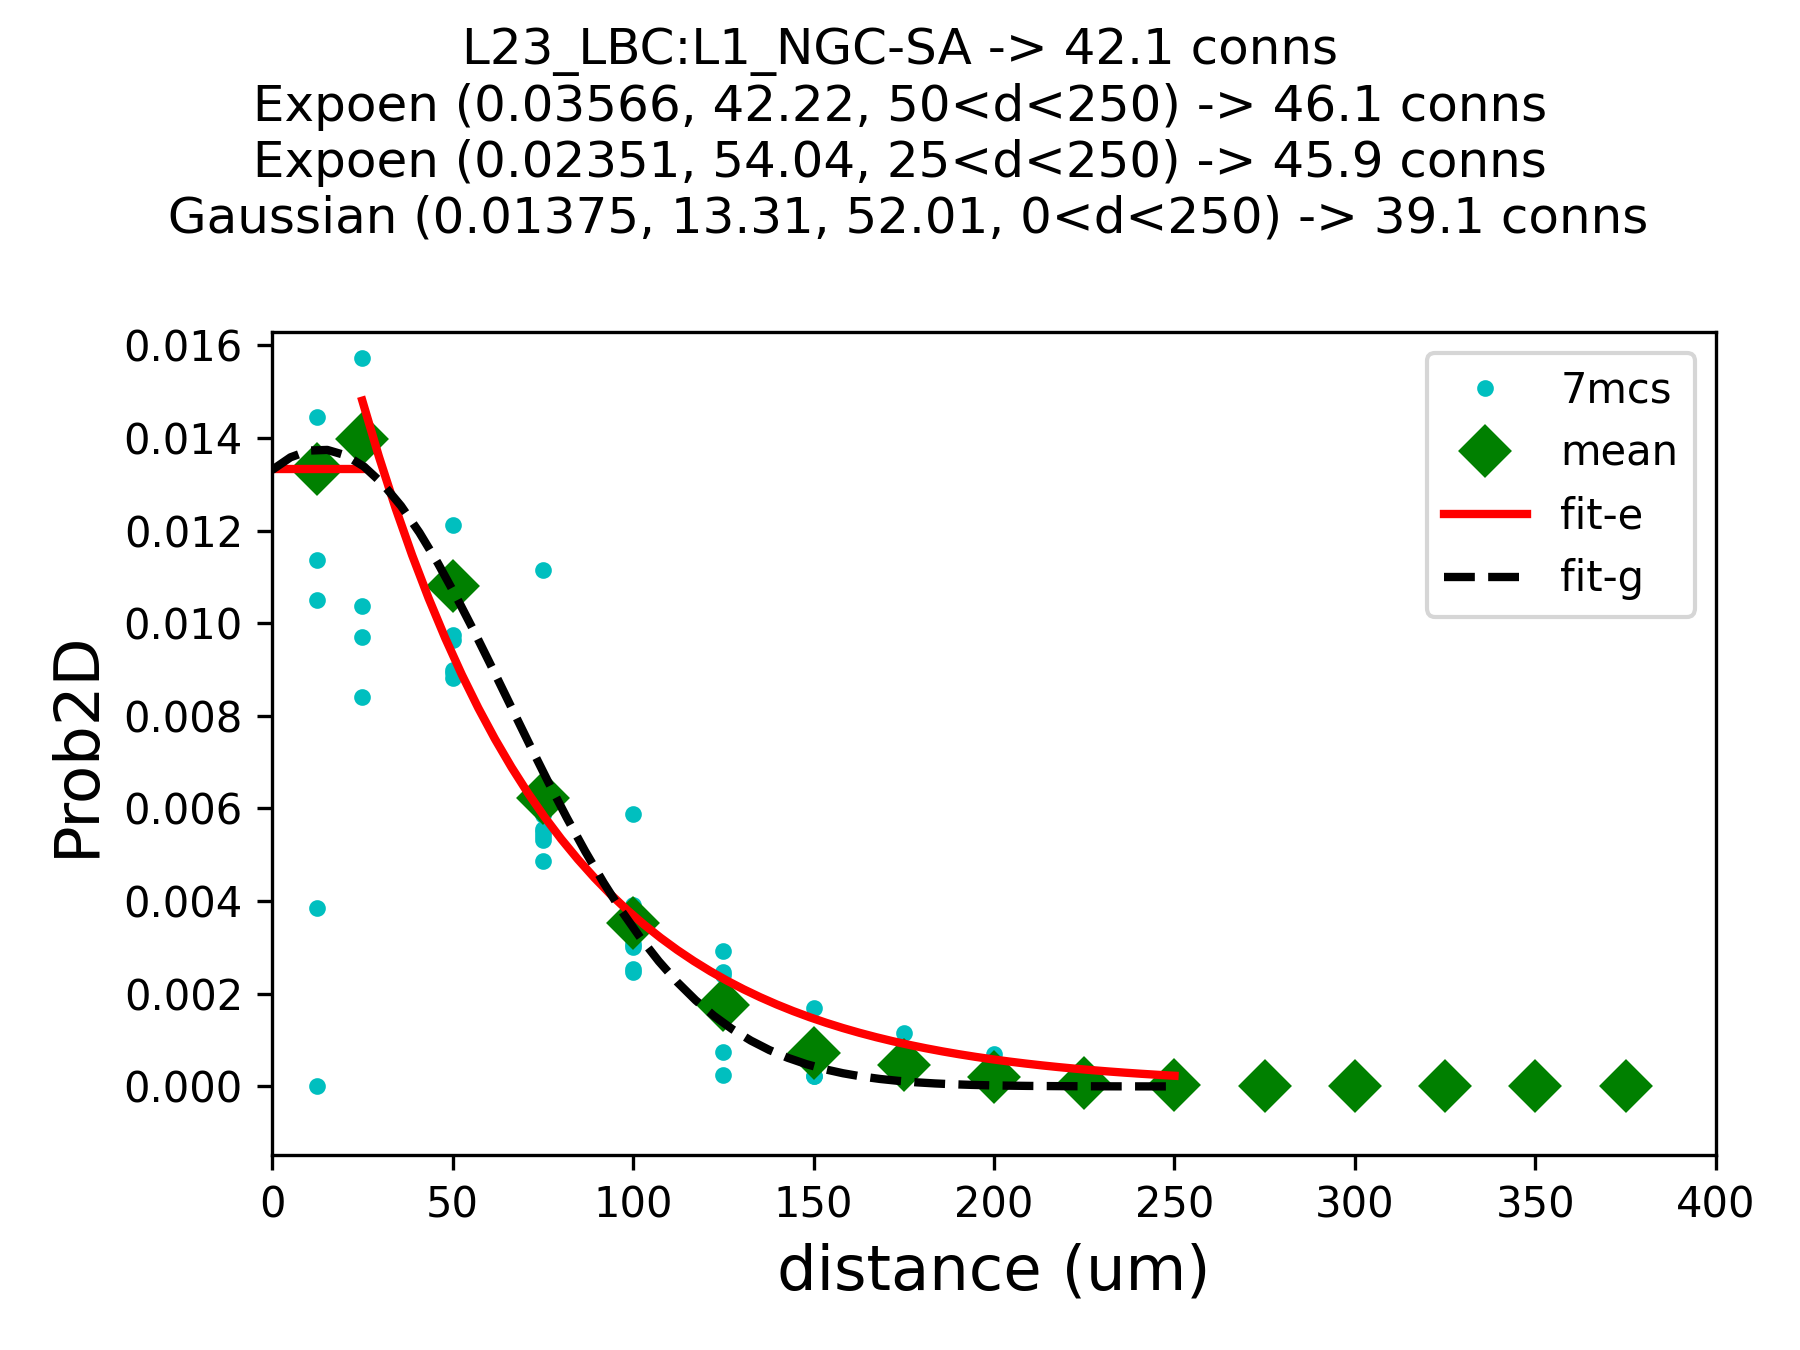 L23_LBC:L1_NGC-SA -> 42.1 conns
Expoen (0.03566, 42.22, 50<d<250) -> 46.1 conns
Expoen (0.02351, 54.04, 25<d<250) -> 45.9 conns
Gaussian (0.01375, 13.31, 52.01, 0<d<250) -> 39.1 conns
0.016
0.014
0.012
0.010
0.008
0.006
0.004
0.002
0.000
Prob2D
7mcs
mean
fit-e
fit-g
0 50 100 150 200 250 300 350 400
distance (um)